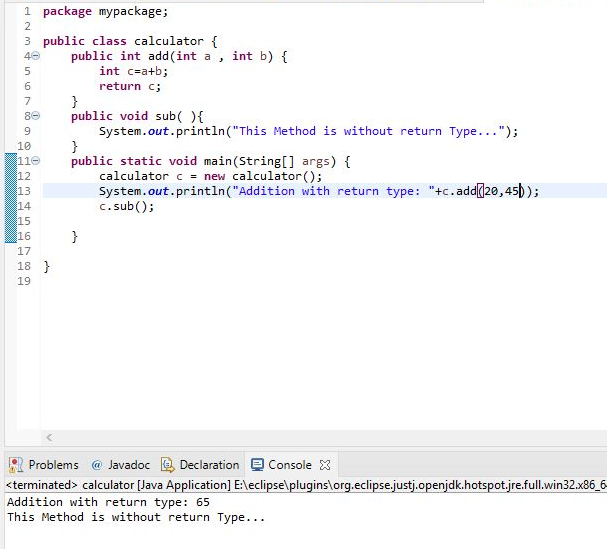 1 package mypackage;
2
3 public class calculator {
4 public int add(int a , int b) {
5 int c=a+b;
6 return c;
7 }
8 public void sub( ){
9 System.out.println("This Method is without return Type...");
10 }
11 public static void main(String[] args) {
12 calculator c = new calculator();
13 System.out.println("Addition with return type: "+c.add(20,45));
14 c.sub();
15
16 }
17
18 }
19
Problems @ Javadoc Declaration Console
<terminated> calculator [Java Application] E:\eclipse\plugins\org.eclipse.justj.openjdk.hotspot.jre.full.win32.x86_6
Addition with return type: 65
This Method is without return Type...